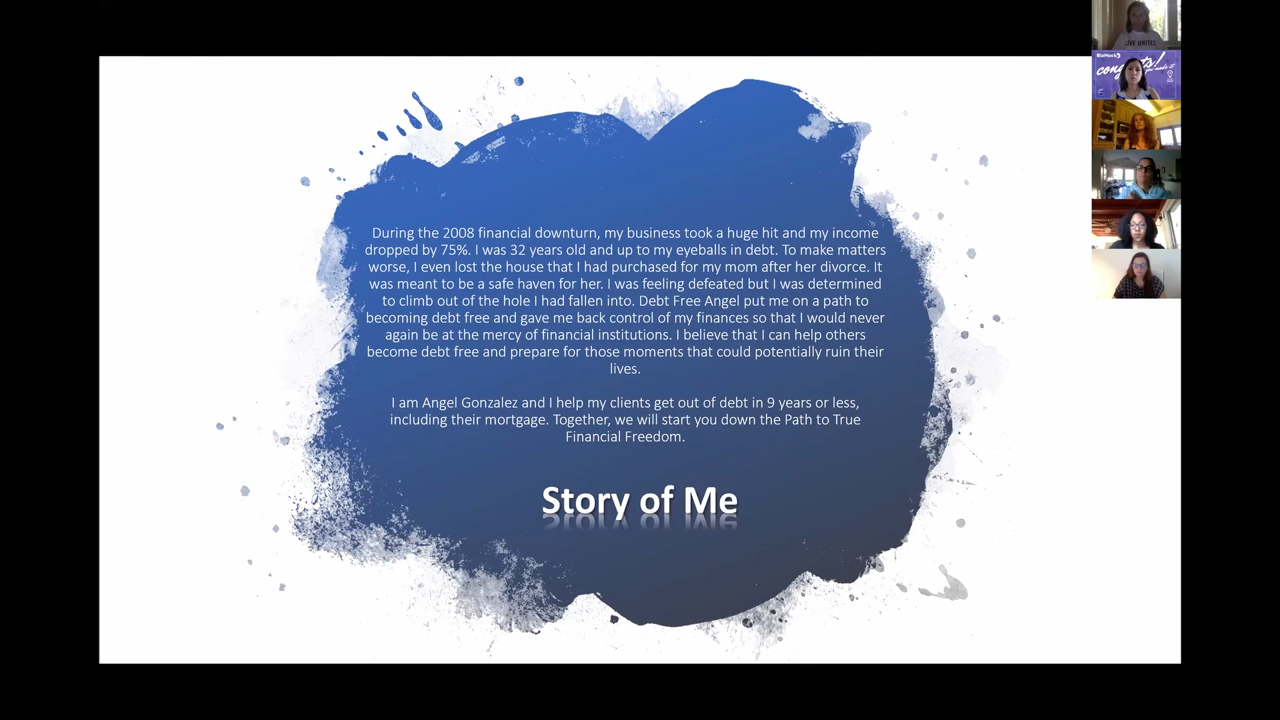 During the 2008 financial downturn, my business took a huge hit and my income
dropped by 75%. I was 32 years old and up to my eyeballs in debt. To make matters
worse, I even lost the house that I had purchased for my mom after her divorce. It
was meant to be a safe haven for her. I was feeling defeated but I was determined
to climb out of the hole I had fallen into. Debt Free Angel put me on a path to
becoming debt free and gave me back control of my finances so that I would never
again be at the mercy of financial institutions. I believe that I can help others
become debt free and prepare for those moments that could potentially ruin their
lives.
I am Angel Gonzalez and I help my clients get out of debt in 9 years or less,
including their mortgage. Together, we will start you down the Path to True
Financial Freedom.
Story of Me
LIVE UNITED